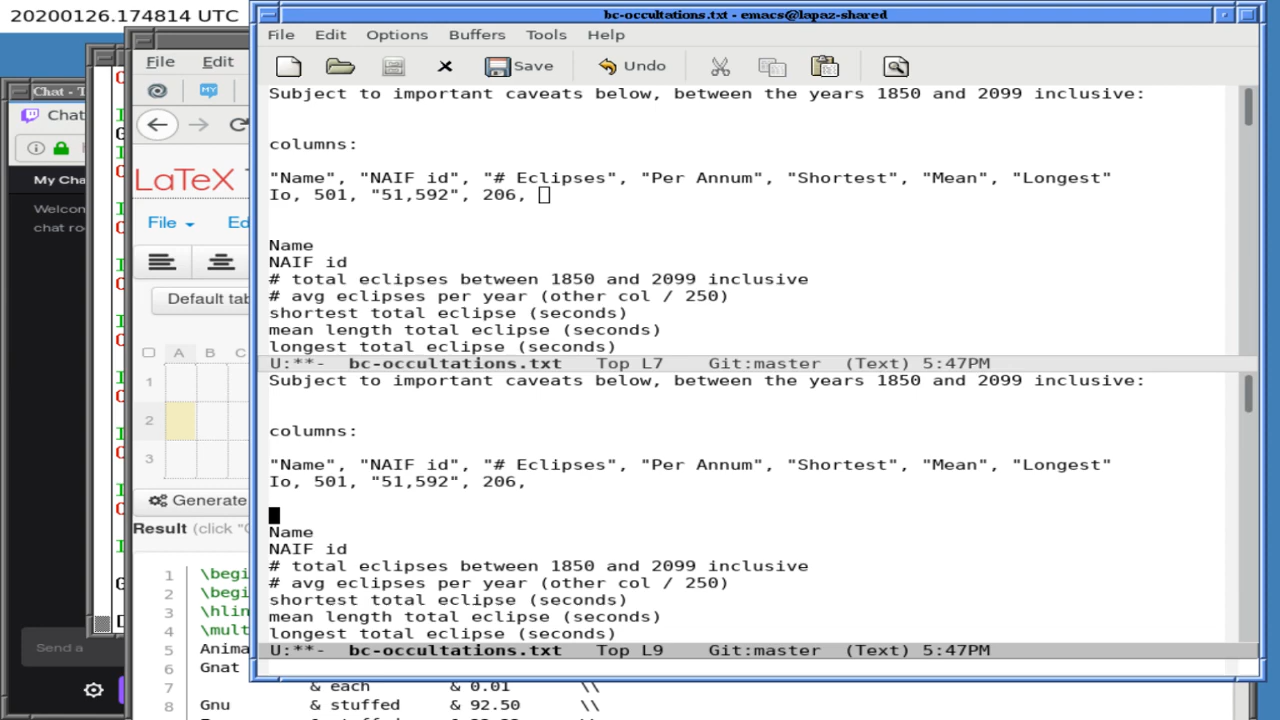 20200126.174814 UTC
bc-occultations.txt - emacs@lapaz-shared
File Edit Options Buffers Tools Help
Save Undo
Subject to important caveats below, between the years 1850 and 2099 inclusive:
columns:
"Name", "NAIF id", "# Eclipses", "Per Annum", "Shortest", "Mean", "Longest"
Io, 501, "51,592", 206,
Name
NAIF id
# total eclipses between 1850 and 2099 inclusive
# avg eclipses per year (other col / 250)
shortest total eclipse (seconds)
mean length total eclipse (seconds)
longest total eclipse (seconds)
U:**- bc-occultations.txt Top L7 Git:master (Text) 5:47PM
Subject to important caveats below, between the years 1850 and 2099 inclusive:
columns:
"Name", "NAIF id", "# Eclipses", "Per Annum", "Shortest", "Mean", "Longest"
Io, 501, "51,592", 206,
Name
NAIF id
# total eclipses between 1850 and 2099 inclusive
# avg eclipses per year (other col / 250)
shortest total eclipse (seconds)
mean length total eclipse (seconds)
longest total eclipse (seconds)
U:**- bc-occultations.txt Top L9 Git:master (Text) 5:47PM
File Edit
MY
LaTeX T
File Ed
Default tab
A B C
1
2
3
Generate
Result (click "
1 \begi
2 \begi
3 \hlin
4 \mult
5 Anima
6 Gnat
7 & each & 0.01 \\
8 Gnu & stuffed & 92.50 \\
Chat - T
Chat
My Cha
Welcom
chat ro
Send a